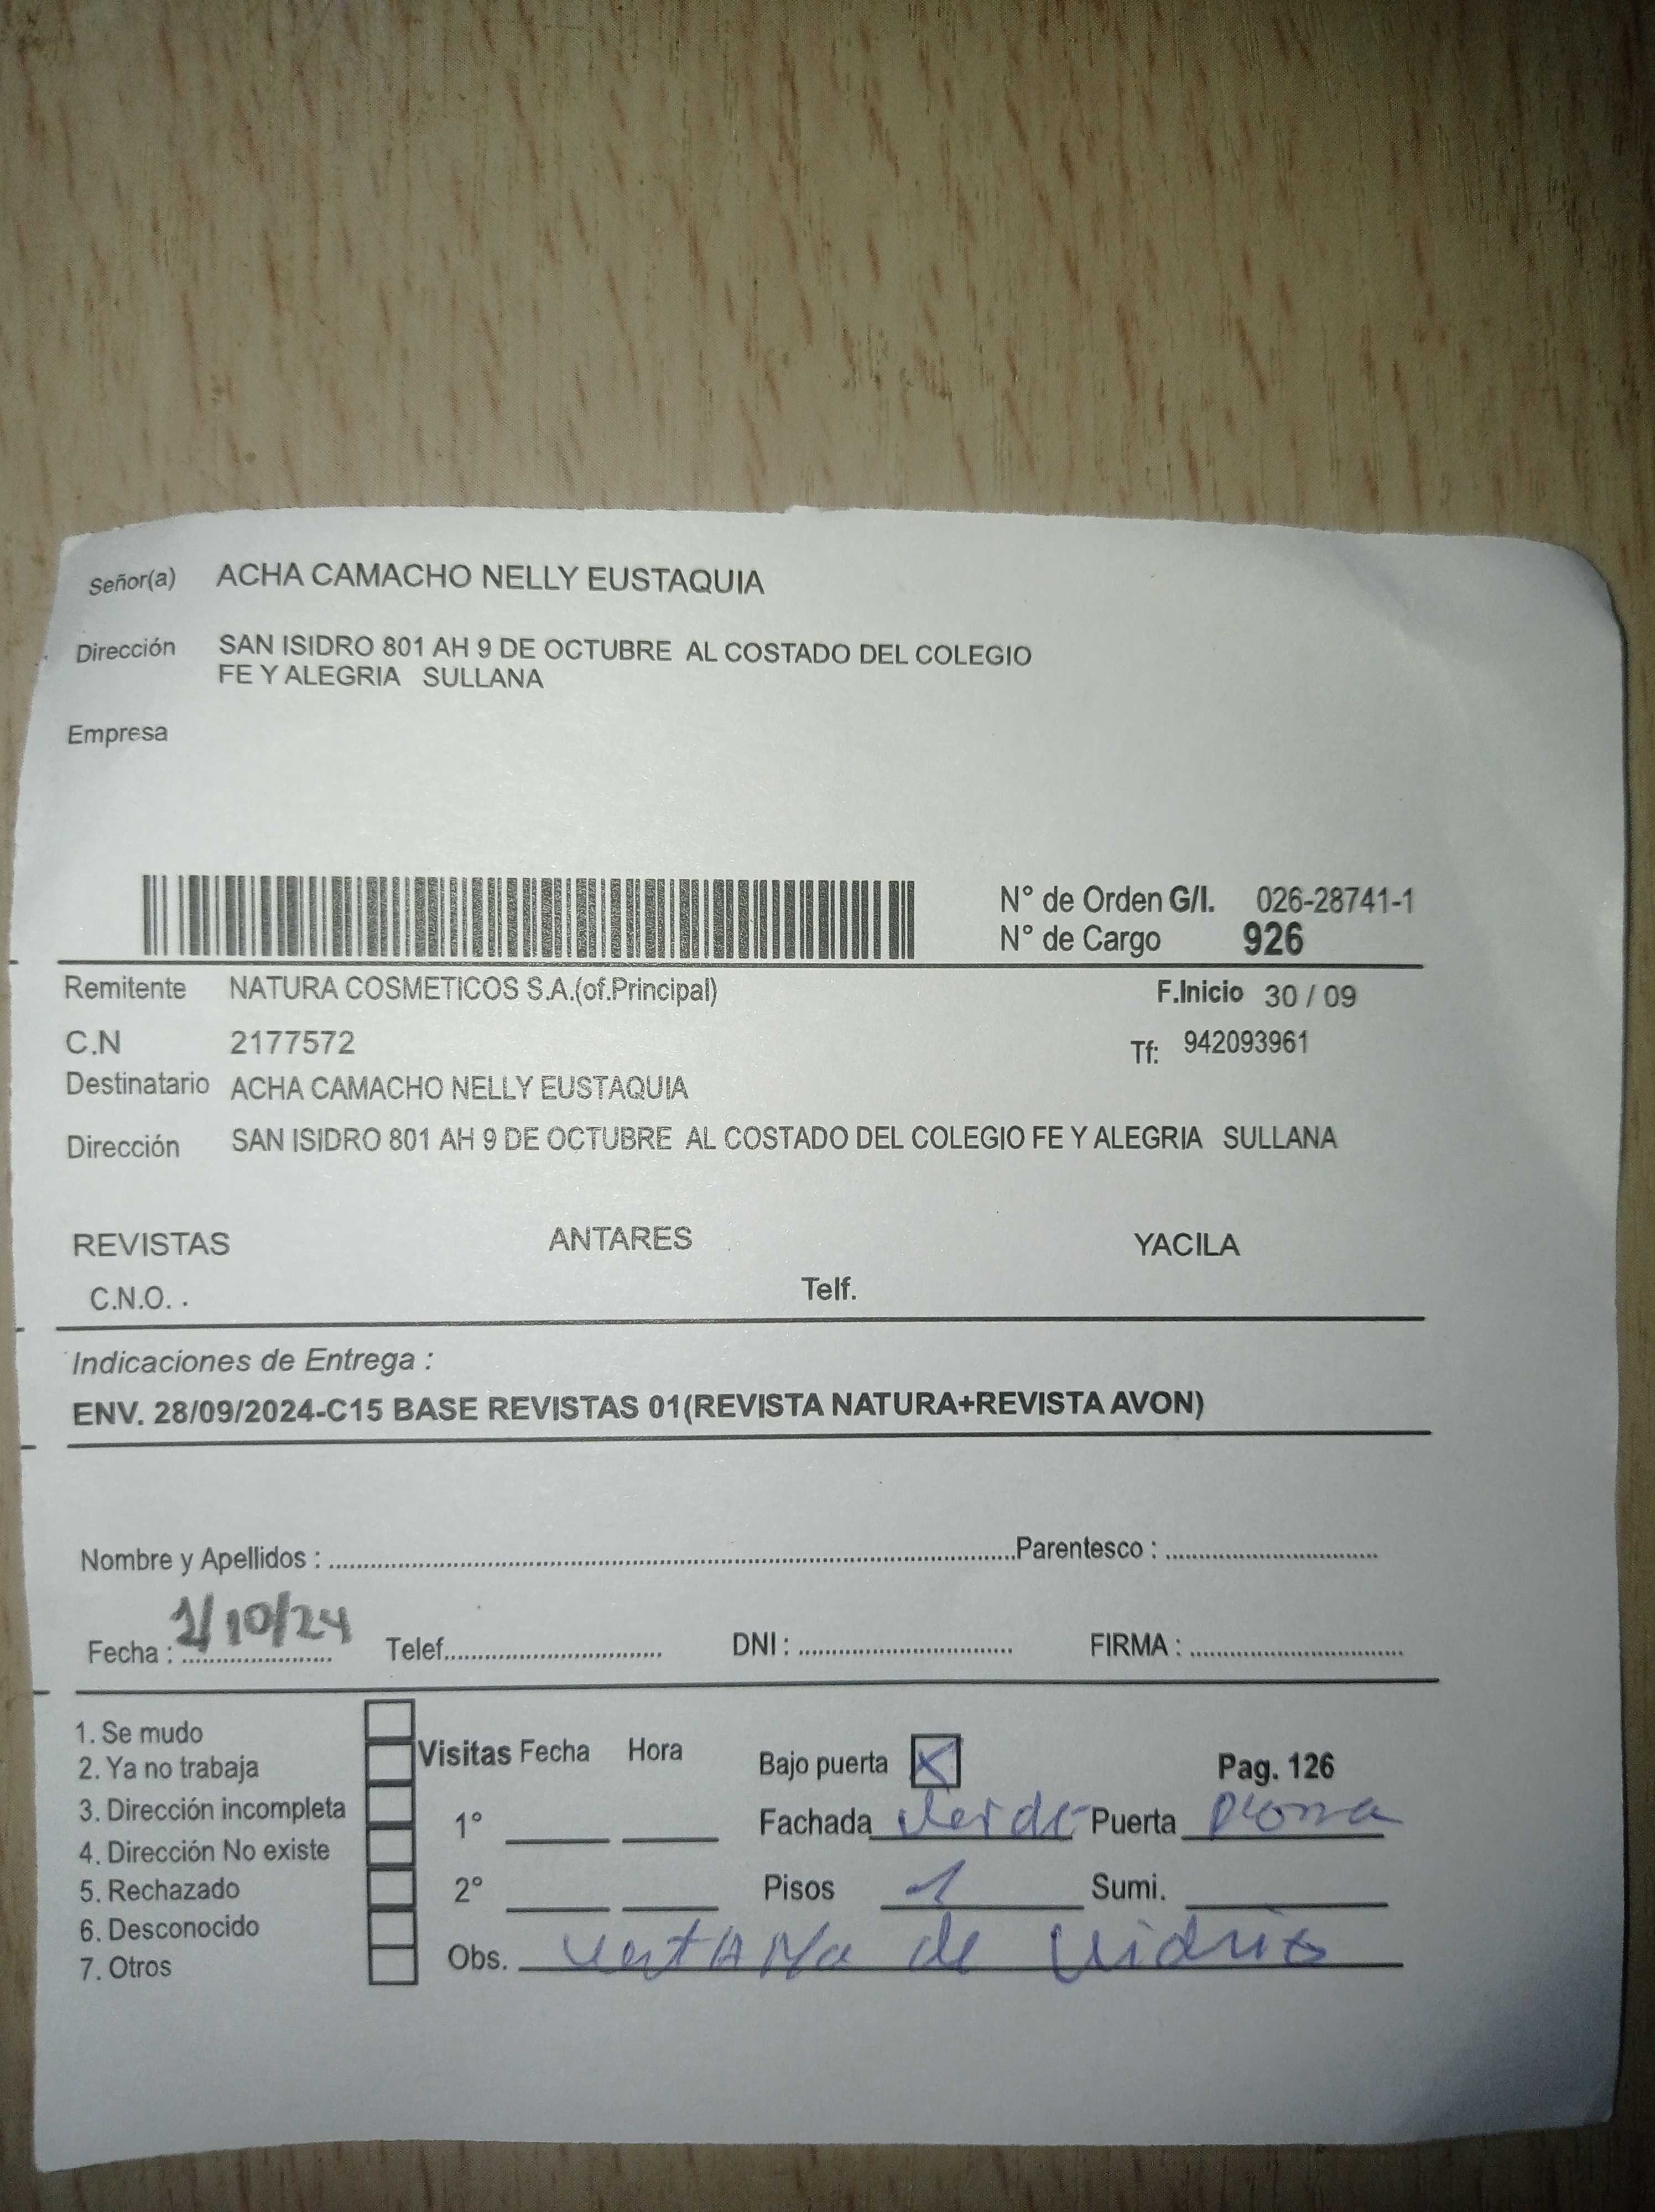 Señor(a) ACHA CAMACHO NELLY EUSTAQUIA
Dirección SAN ISIDRO 801 AH 9 DE OCTUBRE AL COSTADO DEL COLEGIO
FE Y ALEGRIA SULLANA
Empresa
N° de Orden G/I. 026-28741-1
N° de Cargo 926
Remitente NATURA COSMETICOS S.A.(of.Principal) F.Inicio 30 / 09
C.N 2177572 Tf: 942093961
Destinatario ACHA CAMACHO NELLY EUSTAQUIA
Dirección SAN ISIDRO 801 AH 9 DE OCTUBRE AL COSTADO DEL COLEGIO FE Y ALEGRIA SULLANA
REVISTAS ANTARES YACILA
C.N.O. . Telf.
Indicaciones de Entrega :
ENV. 28/09/2024-C15 BASE REVISTAS 01(REVISTA NATURA+REVISTA AVON)
Nombre y Apellidos : Parentesco :
Fecha : /10/24 Telef. DNI : FIRMA :
1. Se mudo
2. Ya no trabaja
3. Dirección incompleta
4. Dirección No existe
5. Rechazado
6. Desconocido
7. Otros
Visitas Fecha Hora
1°
2°
Bajo puerta X Pag. 126
Fachada Verde Puerta
Pisos 1 Sumi.
Obs. ventana de vidrio